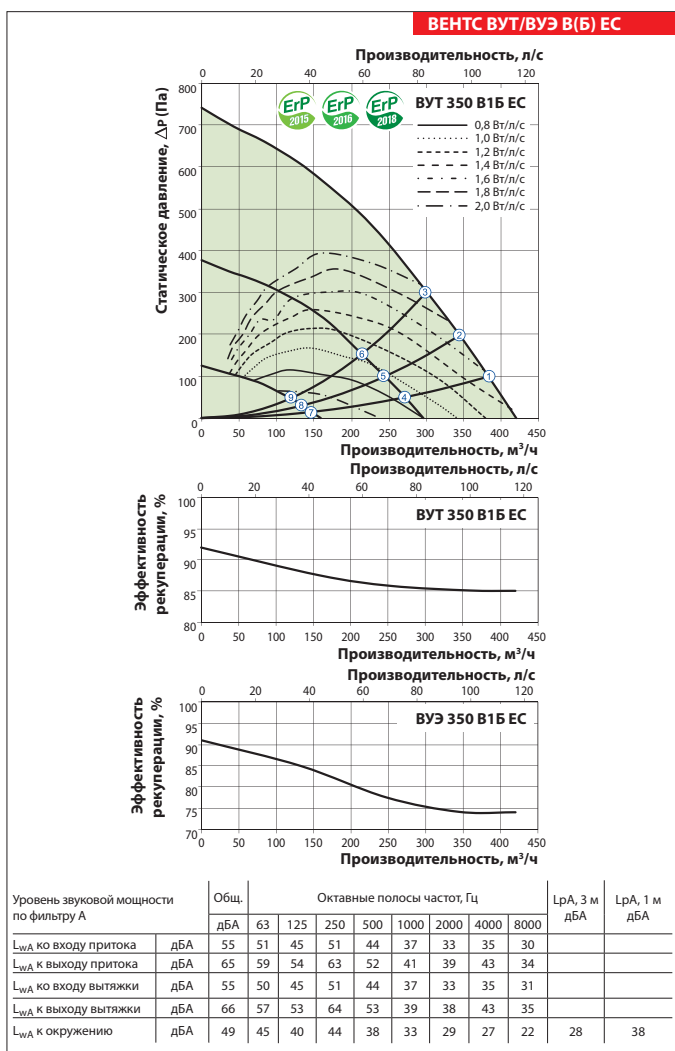 ВЕНТС ВУТ/ВУЭ В(Б) ЕС
Производительность, л/с
0 20 40 60 80 100 120
Статическое давление, △P (Па)
800
700
600
500
400
300
200
100
0
ErP 2015
ErP 2016
ErP 2018
ВУТ 350 В1Б ЕС
0,8 Вт/л/с
1,0 Вт/л/с
1,2 Вт/л/с
1,4 Вт/л/с
1,6 Вт/л/с
1,8 Вт/л/с
2,0 Вт/л/с
3
2
6
5
1
9
4
8
7
0 50 100 150 200 250 300 350 400 450
Производительность, м³/ч
Производительность, л/с
0 20 40 60 80 100 120
Эффективность
рекуперации, %
100
95
90
85
80
ВУТ 350 В1Б ЕС
0 50 100 150 200 250 300 350 400 450
Производительность, м³/ч
Производительность, л/с
0 20 40 60 80 100 120
Эффективность
рекуперации, %
100
95
90
85
80
75
70
ВУЭ 350 В1Б ЕС
0 50 100 150 200 250 300 350 400 450
Производительность, м³/ч
Уровень звуковой мощности
по фильтру А
Общ. Октавные полосы частот, Гц LpA, 3 м дБА LpA, 1 м дБА
дБА 63 125 250 500 1000 2000 4000 8000
LwA ко входу притока дБА 55 51 45 51 44 37 33 35 30
LwA к выходу притока дБА 65 59 54 63 52 41 39 43 34
LwA ко входу вытяжки дБА 55 50 45 51 44 37 33 35 31
LwA к выходу вытяжки дБА 66 57 53 64 53 39 38 43 35
LwA к окружению дБА 49 45 40 44 38 33 29 27 22 28 38